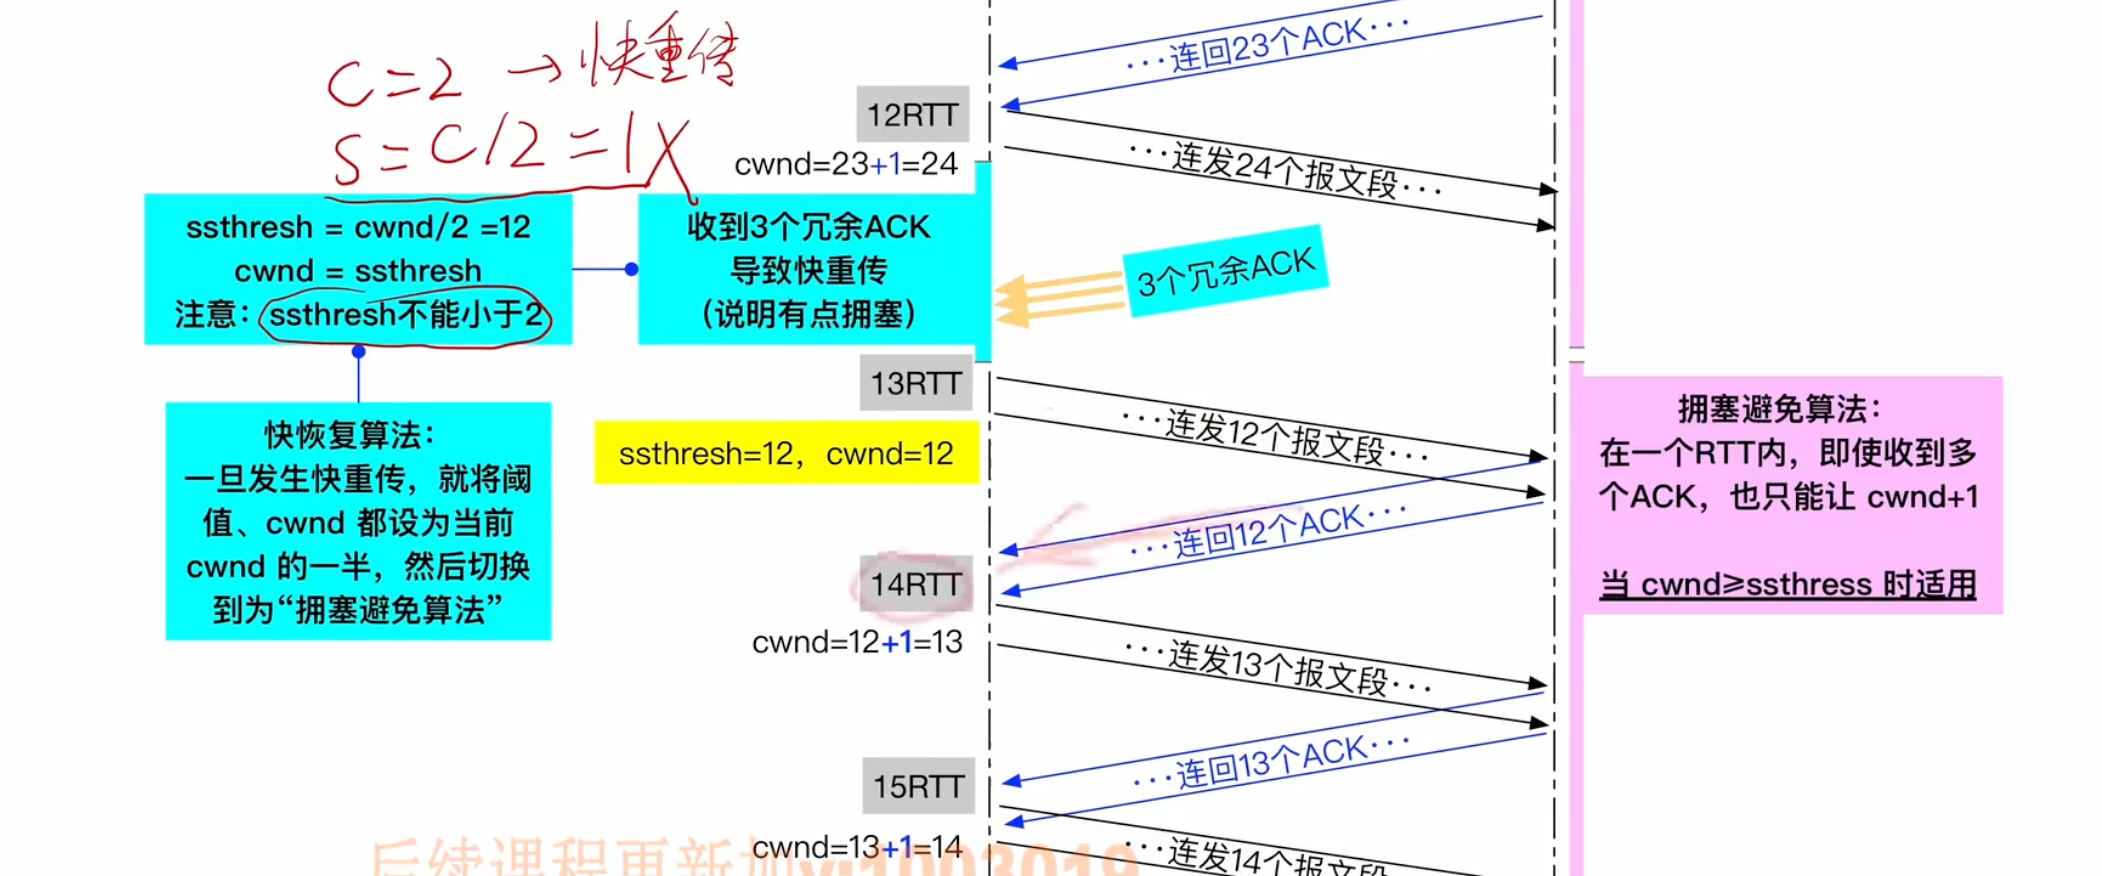 C=2 → 快重传
S=C/2=1X
···连回23个ACK···
12RTT
cwnd=23+1=24
···连发24个报文段···
ssthresh = cwnd/2 =12
cwnd = ssthresh
注意：ssthresh不能小于2
收到3个冗余ACK
导致快重传
（说明有点拥塞）
3个冗余ACK
快恢复算法：
一旦发生快重传，就将阈
值、cwnd 都设为当前
cwnd 的一半，然后切换
到为“拥塞避免算法”
13RTT
ssthresh=12，cwnd=12
···连发12个报文段···
···连回12个ACK···
拥塞避免算法：
在一个RTT内，即使收到多
个ACK，也只能让 cwnd+1
当 cwnd≥ssthress 时适用
14RTT
cwnd=12+1=13
···连发13个报文段···
···连回13个ACK···
15RTT
cwnd=13+1=14
···连发14个报文段
后续课程更新加v:1003019